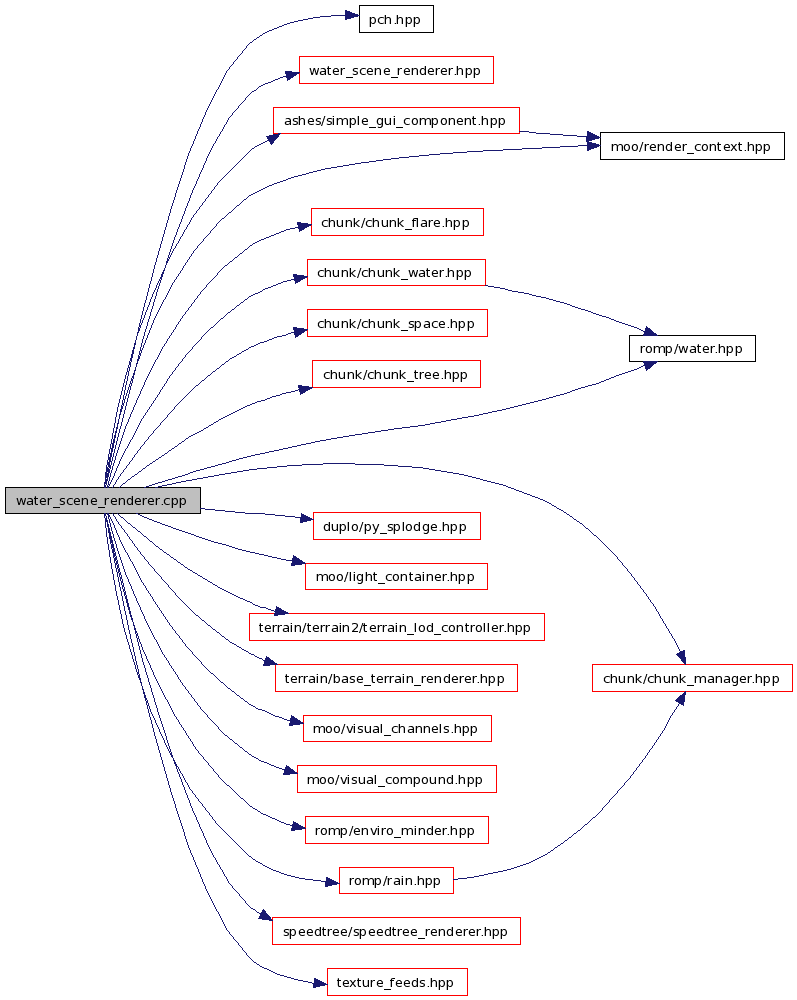 pch.hpp
water_scene_renderer.hpp
ashes/simple_gui_component.hpp
moo/render_context.hpp
chunk/chunk_flare.hpp
chunk/chunk_water.hpp
chunk/chunk_space.hpp
romp/water.hpp
chunk/chunk_tree.hpp
water_scene_renderer.cpp
duplo/py_splodge.hpp
moo/light_container.hpp
terrain/terrain2/terrain_lod_controller.hpp
terrain/base_terrain_renderer.hpp
chunk/chunk_manager.hpp
moo/visual_channels.hpp
moo/visual_compound.hpp
romp/enviro_minder.hpp
romp/rain.hpp
speedtree/speedtree_renderer.hpp
texture_feeds.hpp